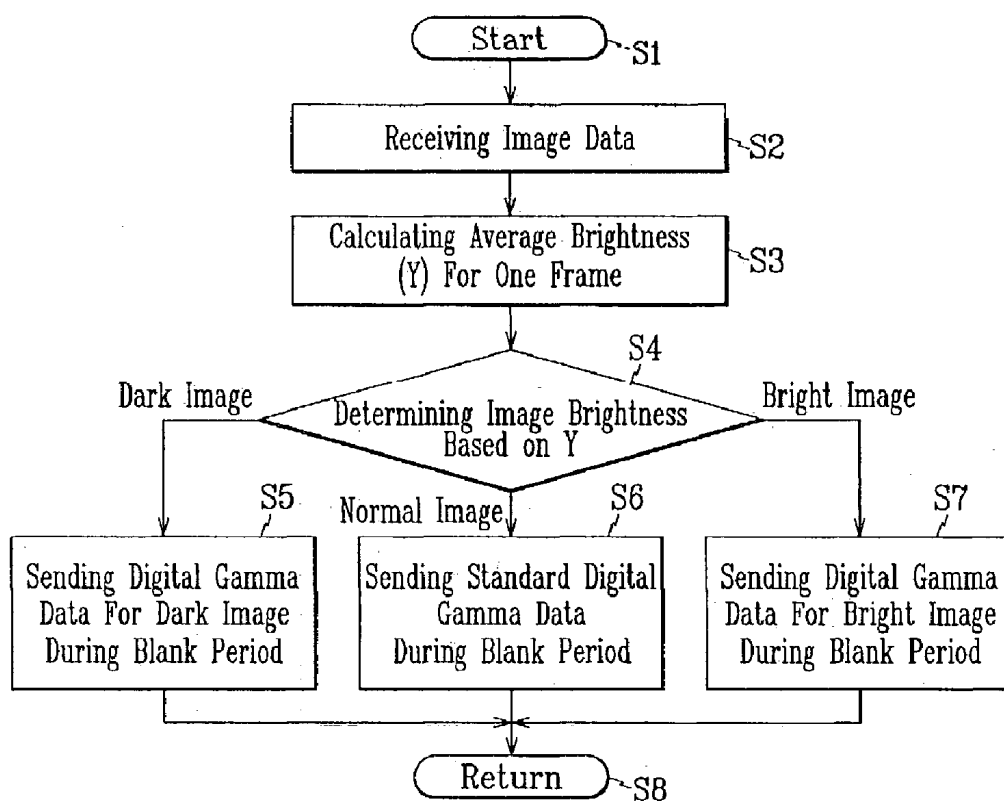 Start
S1
Receiving Image Data
S2
Calculating Average Brightness
(Y) For One Frame
S3
S4
Dark Image
Bright Image
Determining Image Brightness
Based on Y
Normal Image
S5
S6
S7
Sending Digital Gamma
Data For Dark Image
During Blank Period
Sending Standard Digital
Gamma Data
During Blank Period
Sending Digital Gamma
Data For Bright Image
During Blank Period
Return
S8